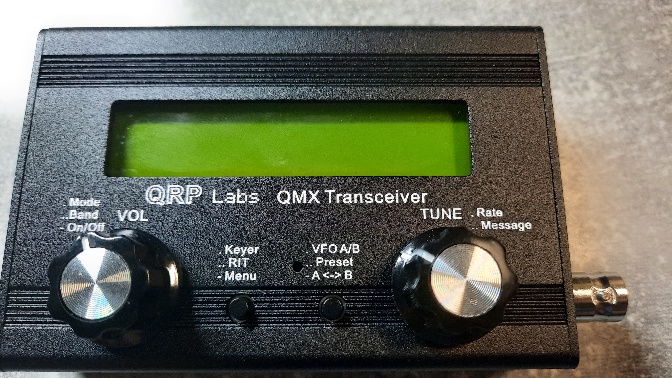 QRP Labs QMX Transceiver
Mode
..Band
... On/Off
VOL
TUNE
. Rate
.. Message
. Keyer
.. RIT
- Menu
. VFO A/B
.. Preset
- A <-> B